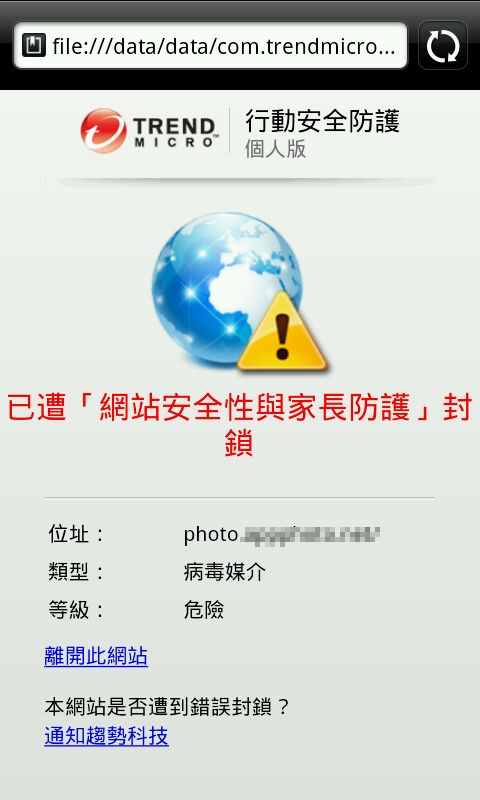 file:///data/data/com.trendmicro...
TREND MICRO™
行動安全防護
個人版
已遭「網站安全性與家長防護」封
鎖
位址： photo.
類型： 病毒媒介
等級： 危險
離開此網站
本網站是否遭到錯誤封鎖？
通知趨勢科技